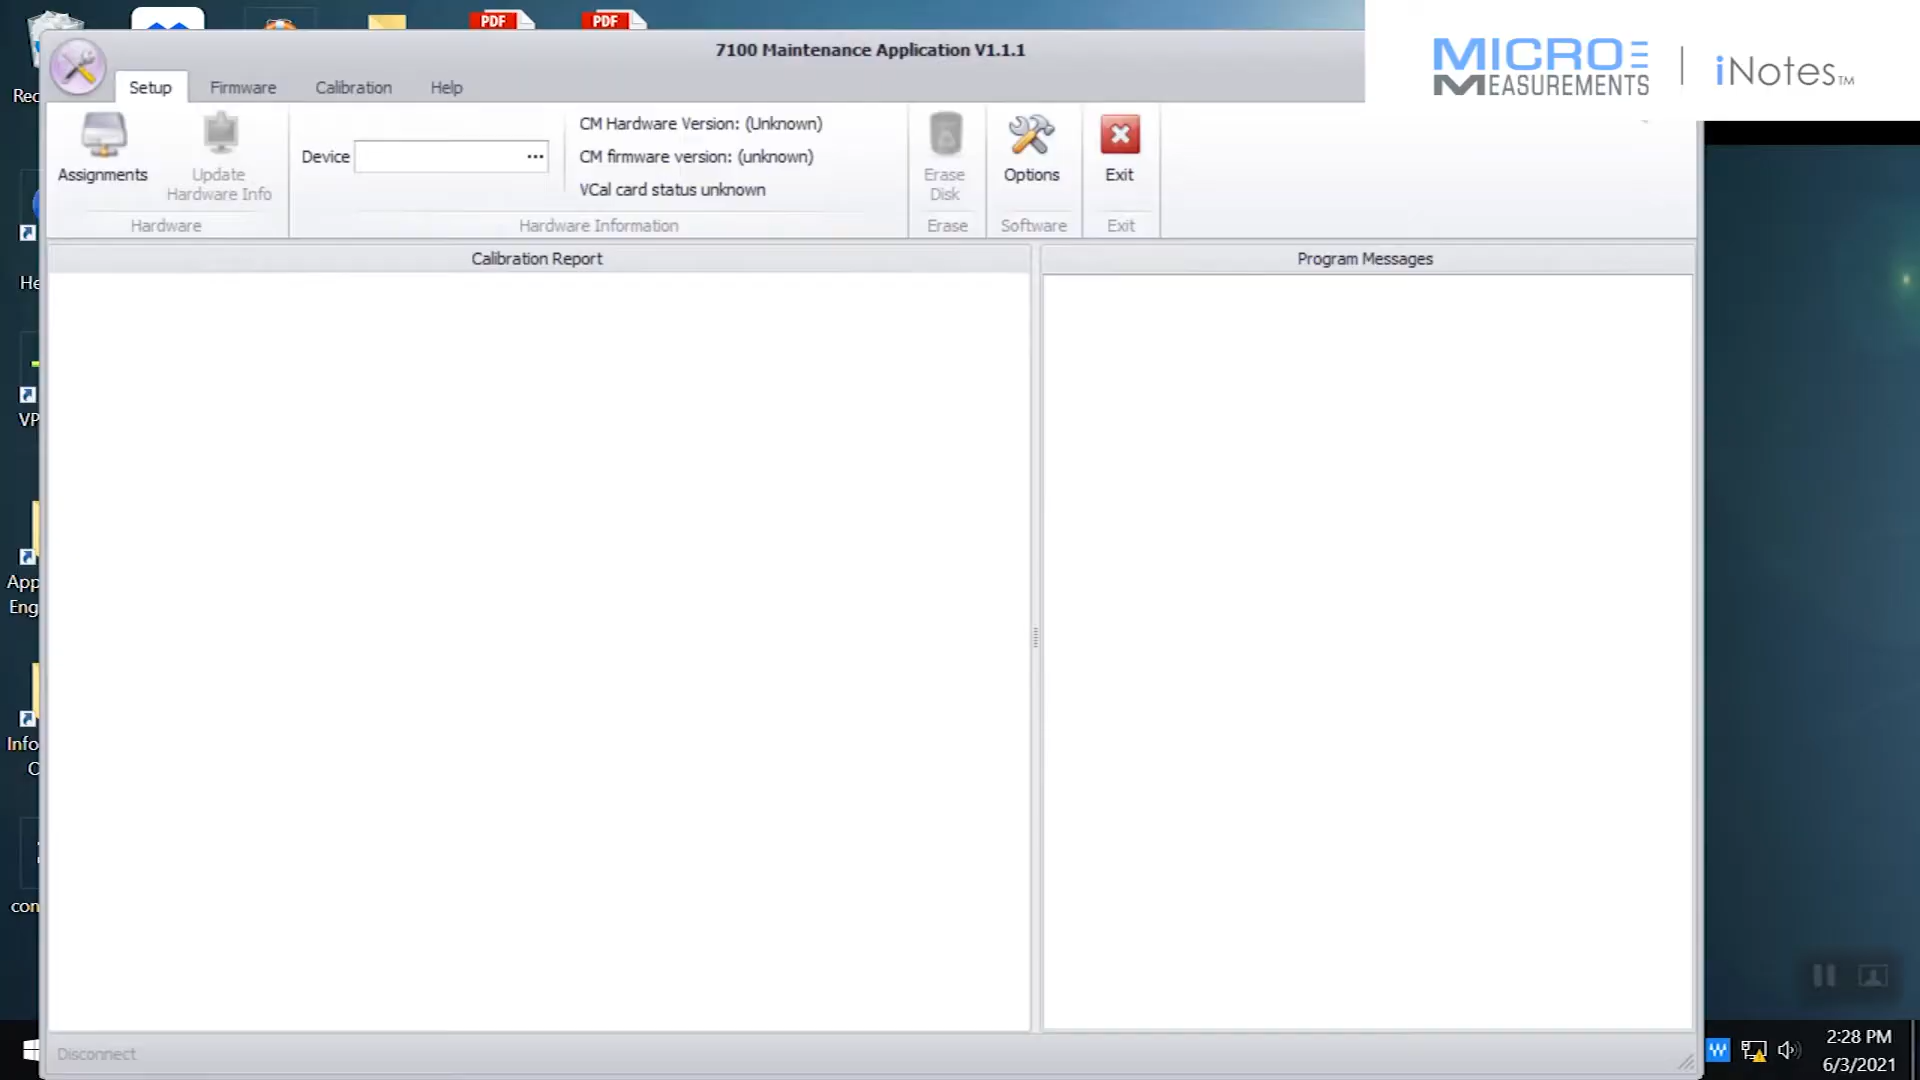 PDF
PDF
7100 Maintenance Application V1.1.1
MICRO
MEASUREMENTS
iNotes™
Setup
Firmware
Calibration
Help
Assignments
Update
Hardware Info
Hardware
Device
...
CM Hardware Version: (Unknown)
CM firmware version: (unknown)
VCal card status unknown
Hardware Information
Erase
Disk
Erase
Options
Software
Exit
Exit
Calibration Report
Program Messages
Rec
He
VP
App
Eng
Info
C
con
Disconnect
W
2:28 PM
6/3/2021